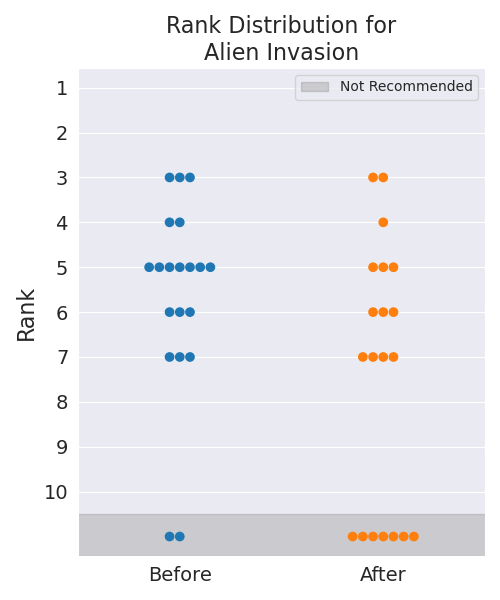 Rank Distribution for
Alien Invasion
Not Recommended
1
2
3
4
5
6
7
8
9
10
Rank
Before
After